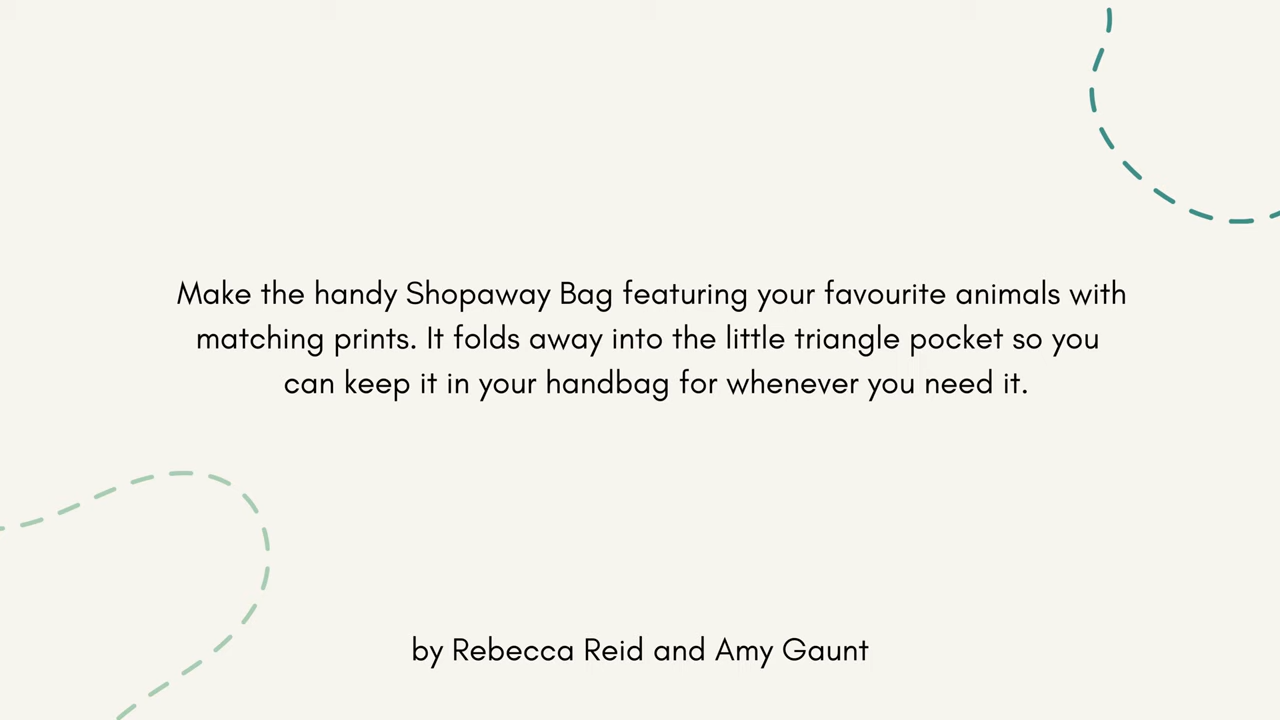 Make the handy Shopaway Bag featuring your favourite animals with
matching prints. It folds away into the little triangle pocket so you
can keep it in your handbag for whenever you need it.
by Rebecca Reid and Amy Gaunt